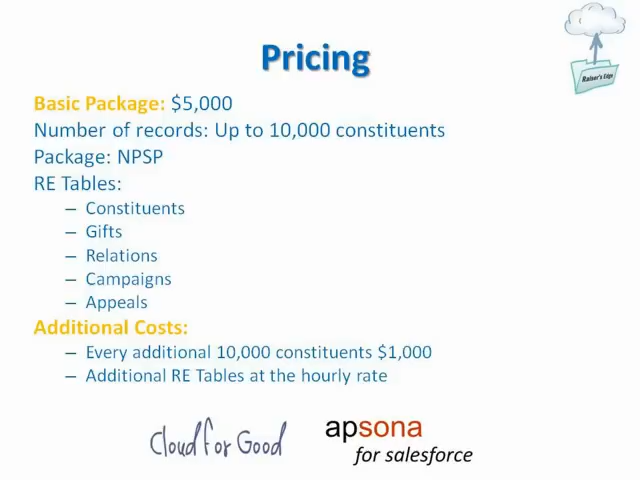 Raiser's Edge
Pricing
Basic Package: $5,000
Number of records: Up to 10,000 constituents
Package: NPSP
RE Tables:
– Constituents
– Gifts
– Relations
– Campaigns
– Appeals
Additional Costs:
– Every additional 10,000 constituents $1,000
– Additional RE Tables at the hourly rate
Cloud for Good
apsona
for salesforce